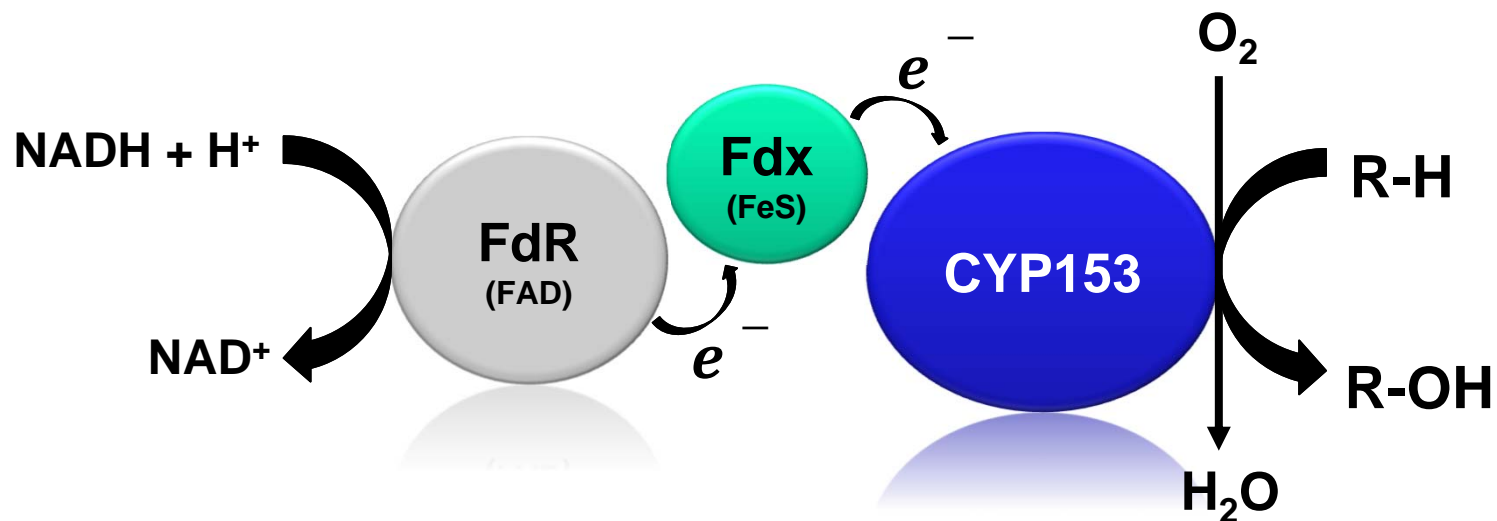 NADH + H⁺
NAD⁺
FdR
(FAD)
e⁻
Fdx
(FeS)
e⁻
CYP153
O₂
H₂O
R-H
R-OH